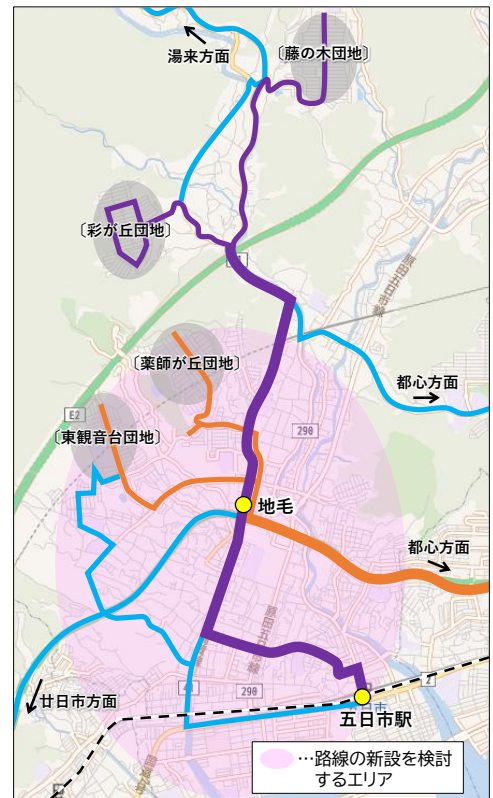 湯来方面
〔藤の木団地〕
〔彩が丘団地〕
〔薬師が丘団地〕
都心方面
E2
290
〔東観音台団地〕
地毛
都心方面
廿日市方面
290
2
五日市駅
…路線の新設を検討
するエリア